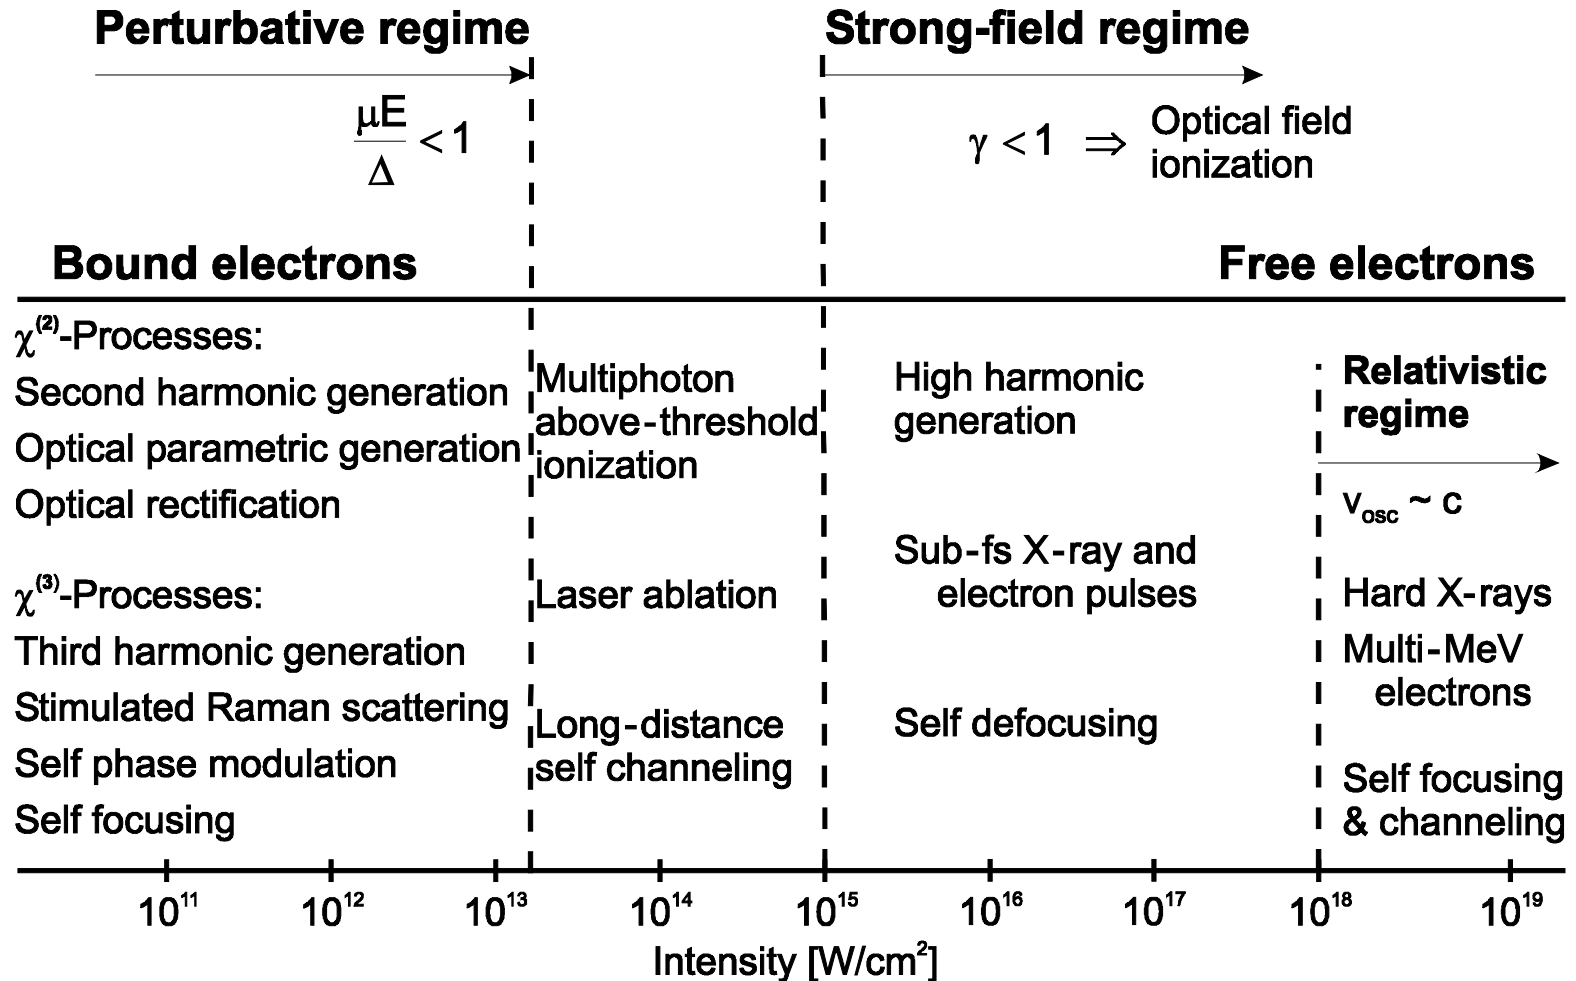 Perturbative regime
Strong-field regime
μE
Δ
< 1
γ < 1 ⇒
Optical field
ionization
Bound electrons
Free electrons
χ⁽²⁾-Processes:
Second harmonic generation
Optical parametric generation
Optical rectification
χ⁽³⁾-Processes:
Third harmonic generation
Stimulated Raman scattering
Self phase modulation
Self focusing
Multiphoton
above-threshold
ionization
Laser ablation
Long-distance
self channeling
High harmonic
generation
Sub-fs X-ray and
electron pulses
Self defocusing
Relativistic
regime
v_osc ~ c
Hard X-rays
Multi-MeV
electrons
Self focusing
& channeling
10¹¹ 10¹² 10¹³ 10¹⁴ 10¹⁵ 10¹⁶ 10¹⁷ 10¹⁸ 10¹⁹
Intensity [W/cm²]